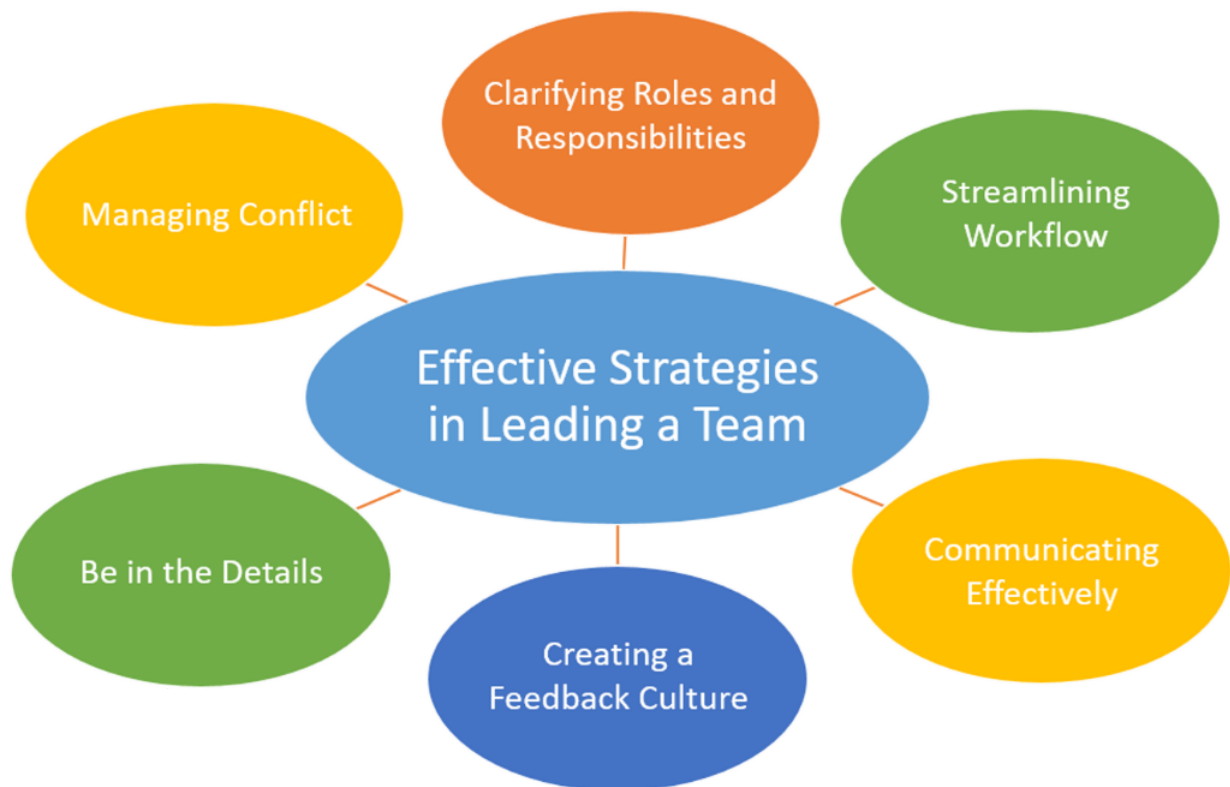 Clarifying Roles and
Responsibilities
Managing Conflict
Streamlining
Workflow
Effective Strategies
in Leading a Team
Be in the Details
Communicating
Effectively
Creating a
Feedback Culture